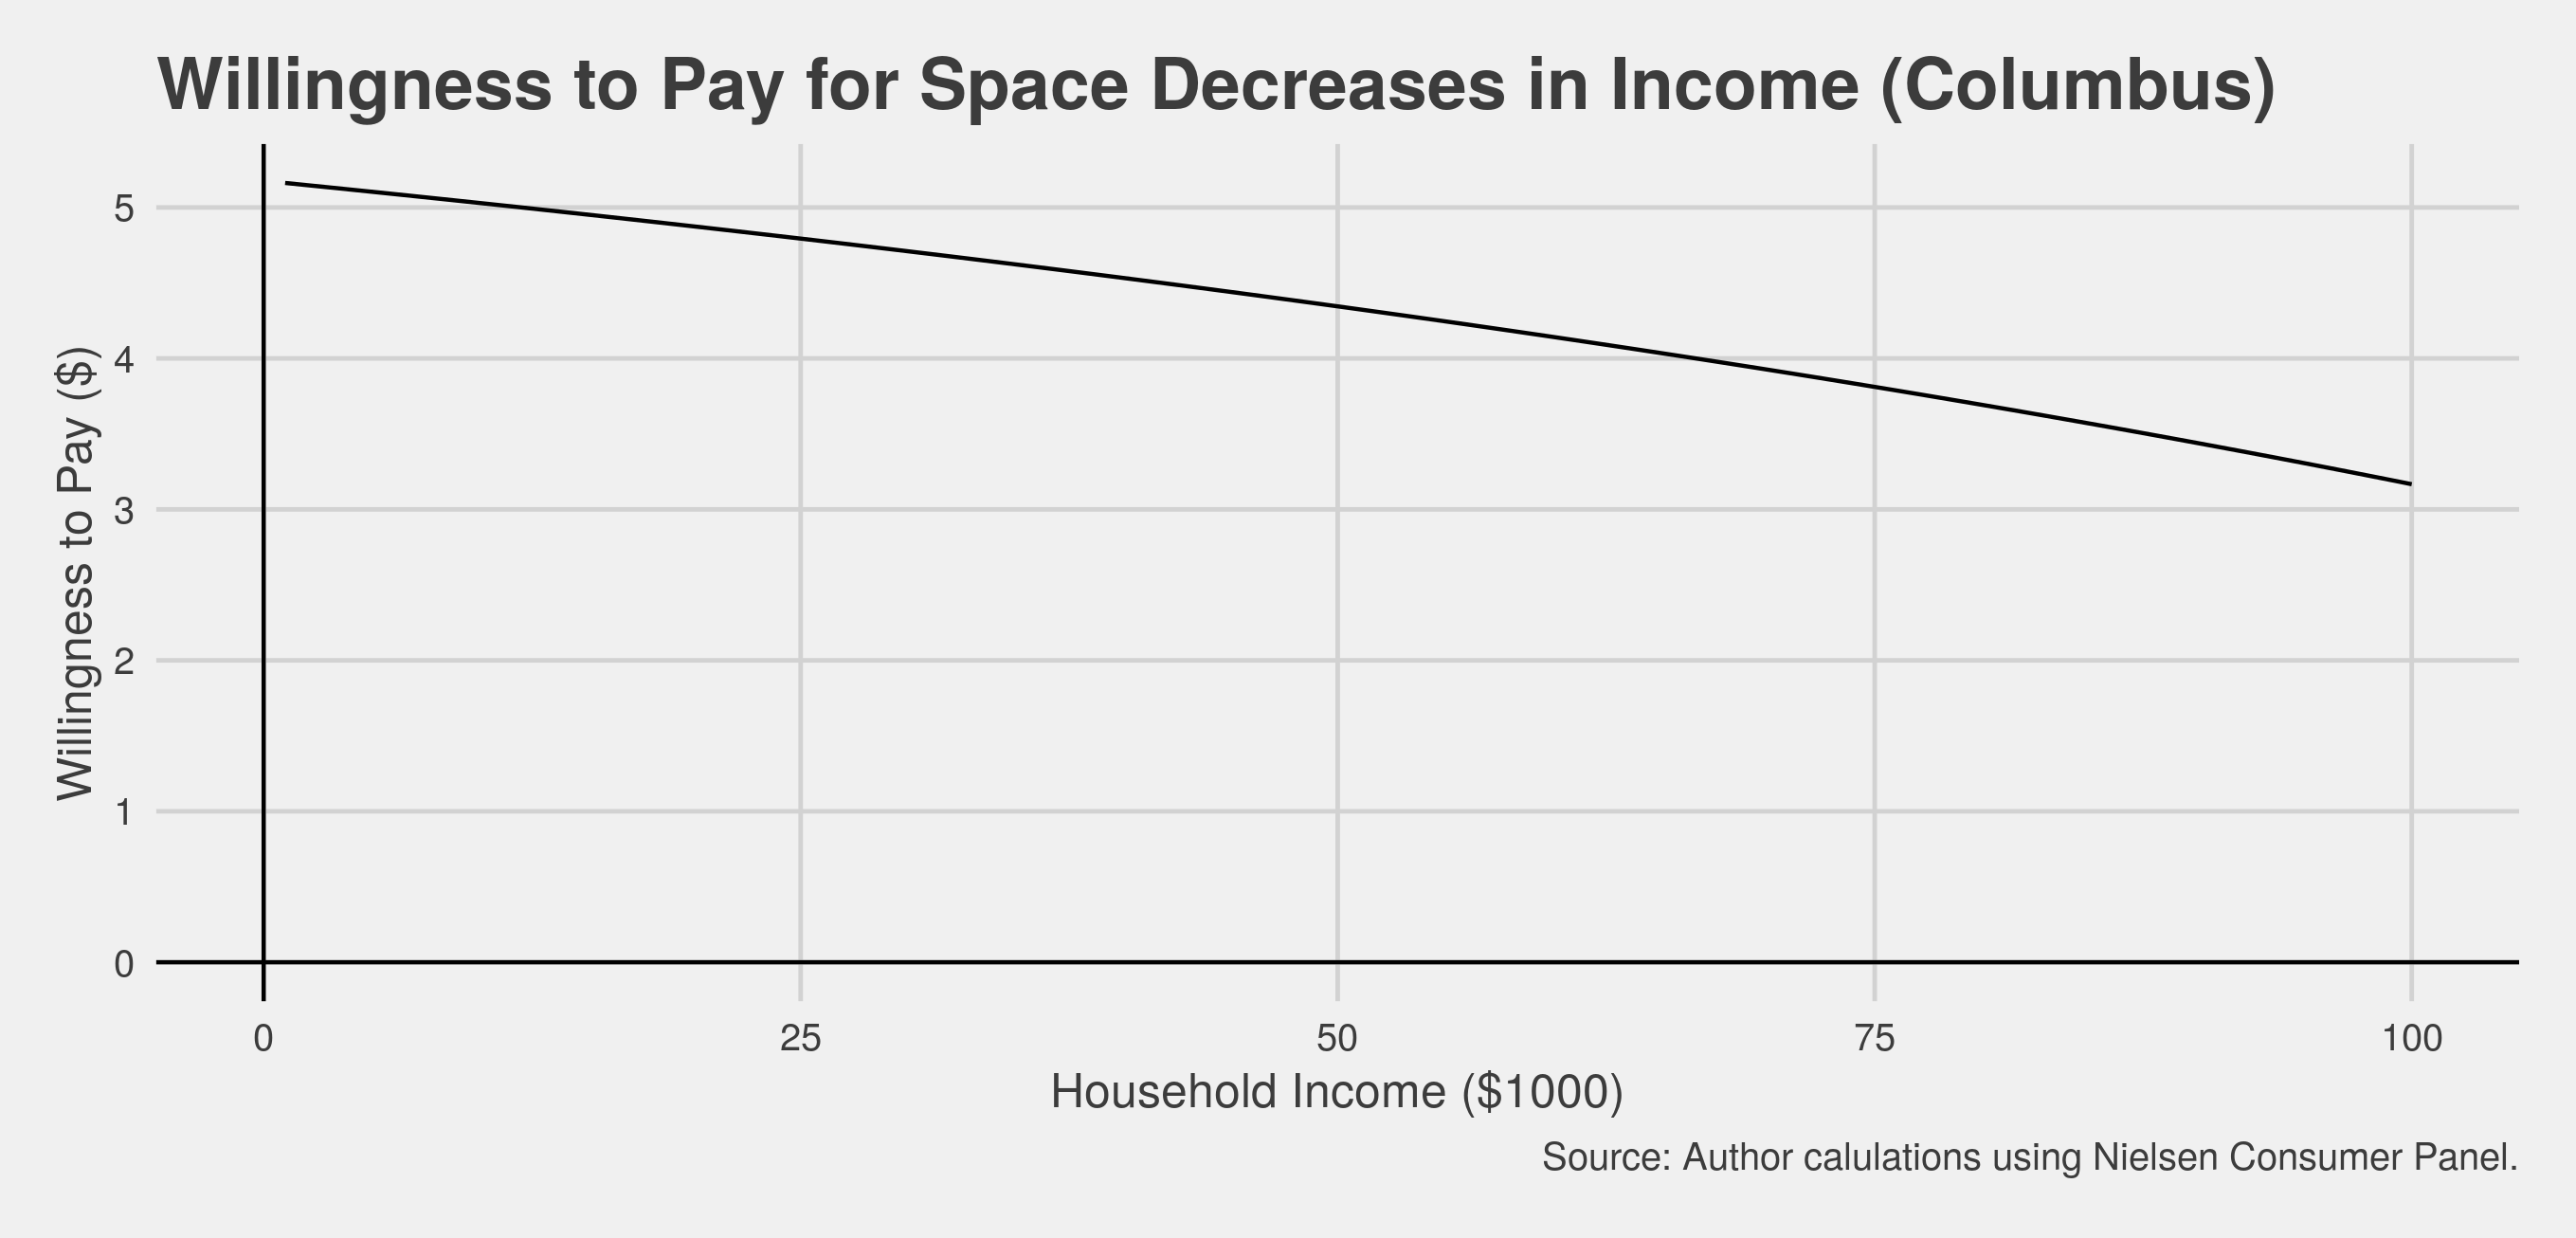 Willingness to Pay for Space Decreases in Income (Columbus)
Willingness to Pay ($)
5
4
3
2
1
0
0 25 50 75 100
Household Income ($1000)
Source: Author calulations using Nielsen Consumer Panel.